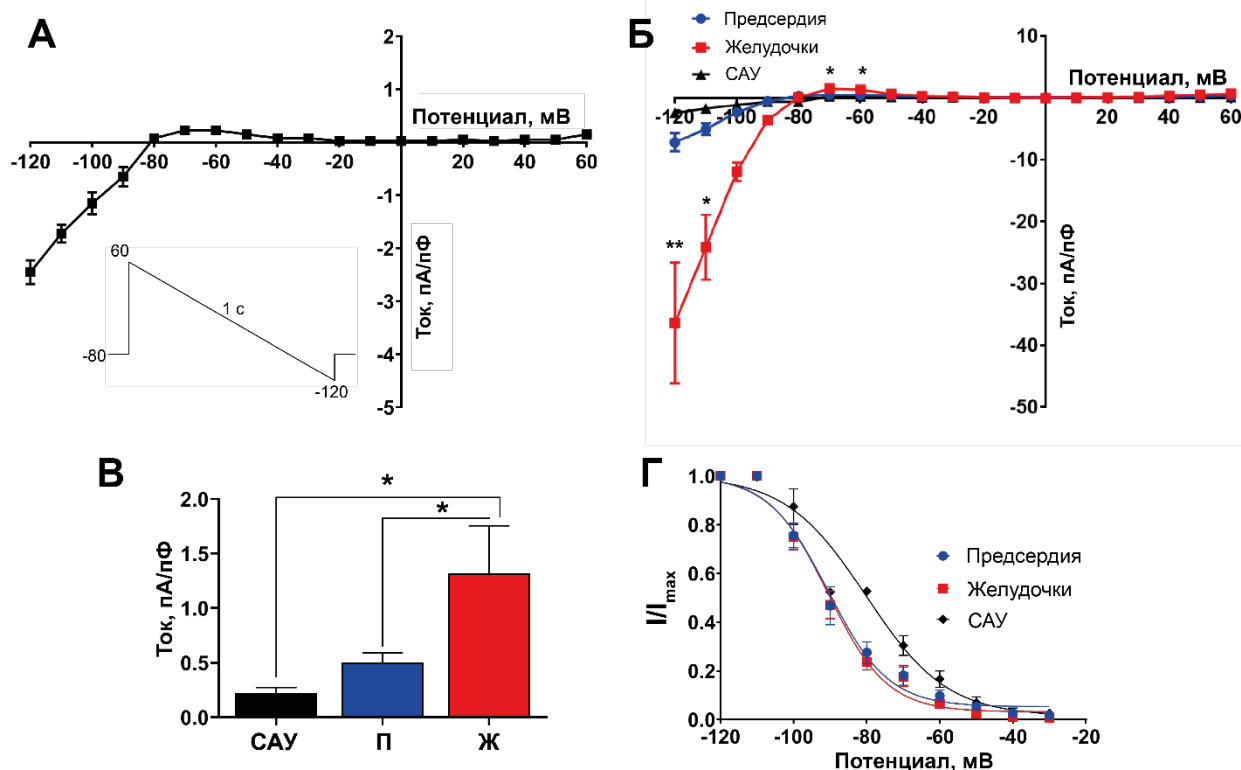 А
2
1
Потенциал, мВ
-120 -100 -80 -60 -40 -20 20 40 60
-1
-2
-3
-4
-5
Ток, пА/пФ
60
1 с
-80
-120
Б
Предсердия
Желудочки
САУ
10
* *
Потенциал, мВ
-120 -100 -80 -60 -40 -20 20 40 60
-10
-20
-30
-40
-50
*
**
Ток, пА/пФ
В
*
*
2.0
1.5
1.0
0.5
0.0
Ток, пА/пФ
САУ П Ж
Г
1.0
0.8
0.6
0.4
0.2
0.0
I/Imax
Предсердия
Желудочки
САУ
-120 -100 -80 -60 -40 -20
Потенциал, мВ